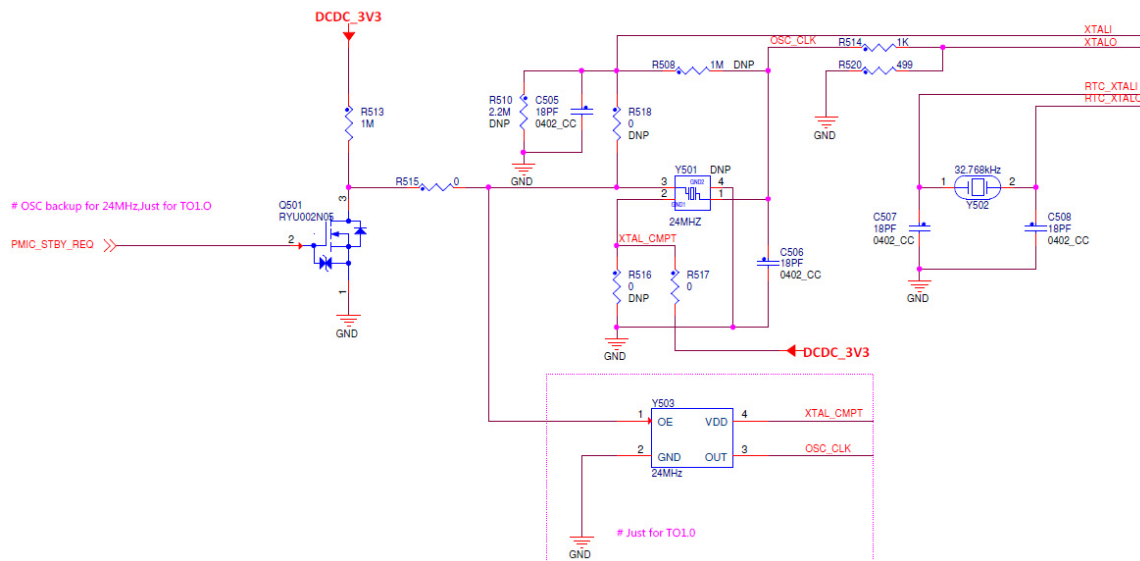 DCDC_3V3
XTALI
OSC_CLK
R514
1K
XTALO
R508
1M
DNP
R520
499
R510
2.2M
DNP
C505
18PF
0402_CC
R518
0
DNP
RTC_XTALI
RTC_XTALO
R513
1M
GND
GND
Y501
DNP
GND2
3
4
2
1
GND1
24MHZ
32.768kHz
1
2
Y502
R515
0
# OSC backup for 24MHz,Just for TO1.O
Q501
RYU002N05
3
PMIC_STBY_REQ
2
1
GND
XTAL_CMPT
R516
0
DNP
R517
0
C506
18PF
0402_CC
C507
18PF
0402_CC
C508
18PF
0402_CC
GND
GND
DCDC_3V3
Y503
1
OE
VDD
4
XTAL_CMPT
2
GND
OUT
3
OSC_CLK
24MHz
GND
# Just for TO1.0